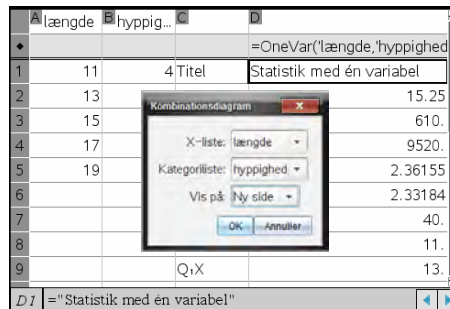 A længde B hyppig... C D
◆ =OneVar('længde,'hyppighed
1 11 4 Titel Statistik med én variabel
2 13 15.25
3 15 610.
4 17 9520.
5 19 2.36155
6 2.33184
7 40.
8 11.
9 Q₁X 13.
Kombinationsdiagram
X-liste: længde
Kategoriliste: hyppighed
Vis på: Ny side
OK Annuller
D1 ="Statistik med én variabel"